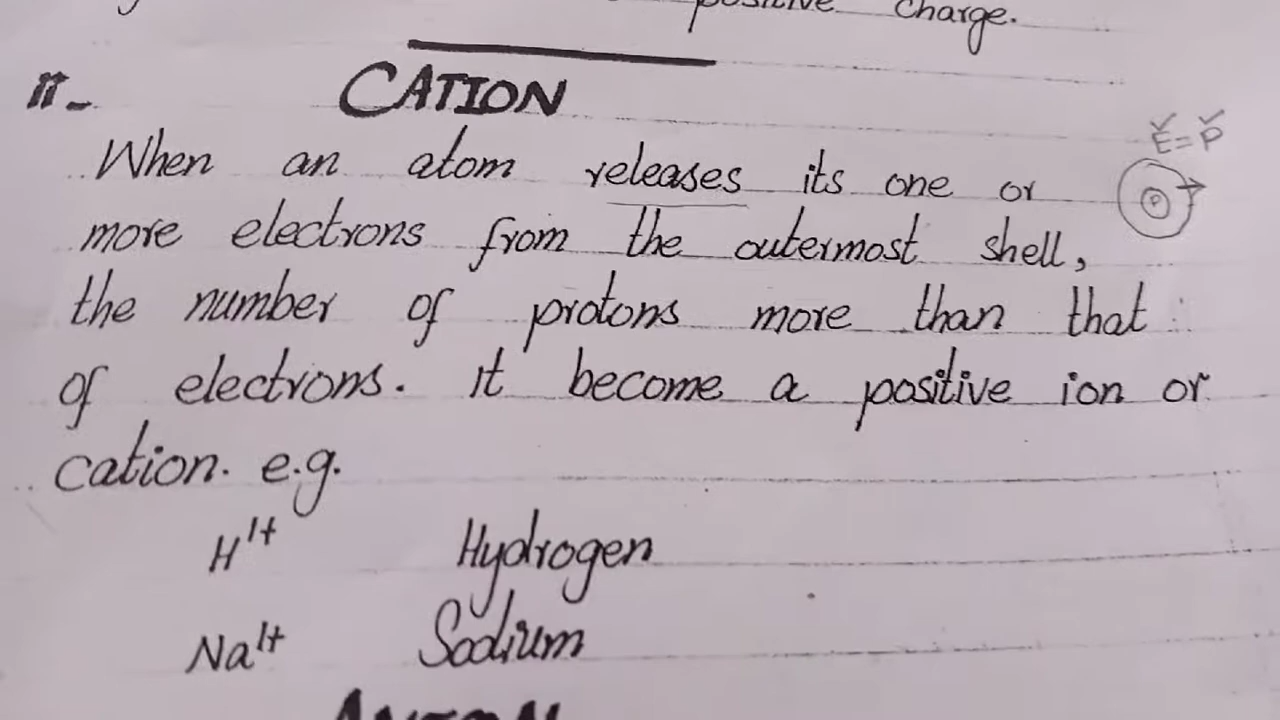 positive charge.
ii- CATION
E=P
When an atom releases its one or
P
more electrons from the outermost shell,
the number of protons more than that
of electrons. it become a positive ion or
cation. e.g.
H¹⁺ Hydrogen
Na¹⁺ Sodium
ANION